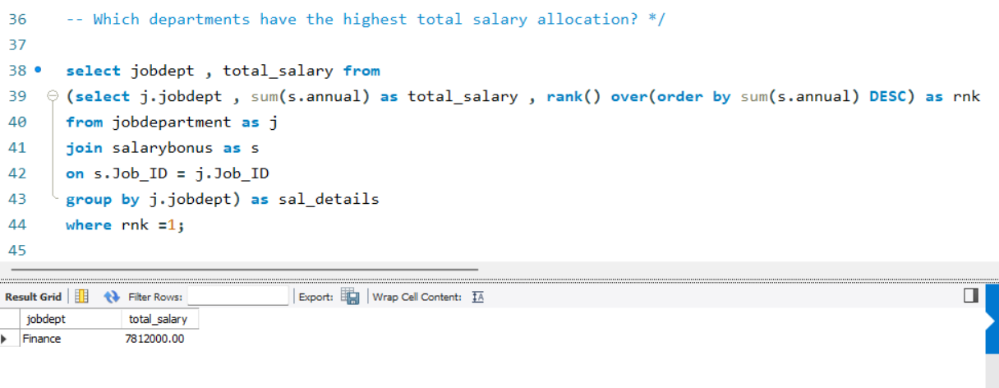 36 -- Which departments have the highest total salary allocation? */
37
38 select jobdept , total_salary from
39 (select j.jobdept , sum(s.annual) as total_salary , rank() over(order by sum(s.annual) DESC) as rnk
40 from jobdepartment as j
41 join salarybonus as s
42 on s.Job_ID = j.Job_ID
43 group by j.jobdept) as sal_details
44 where rnk =1;
45
Result Grid Filter Rows: Export: Wrap Cell Content: IA
jobdept total_salary
Finance 7812000.00